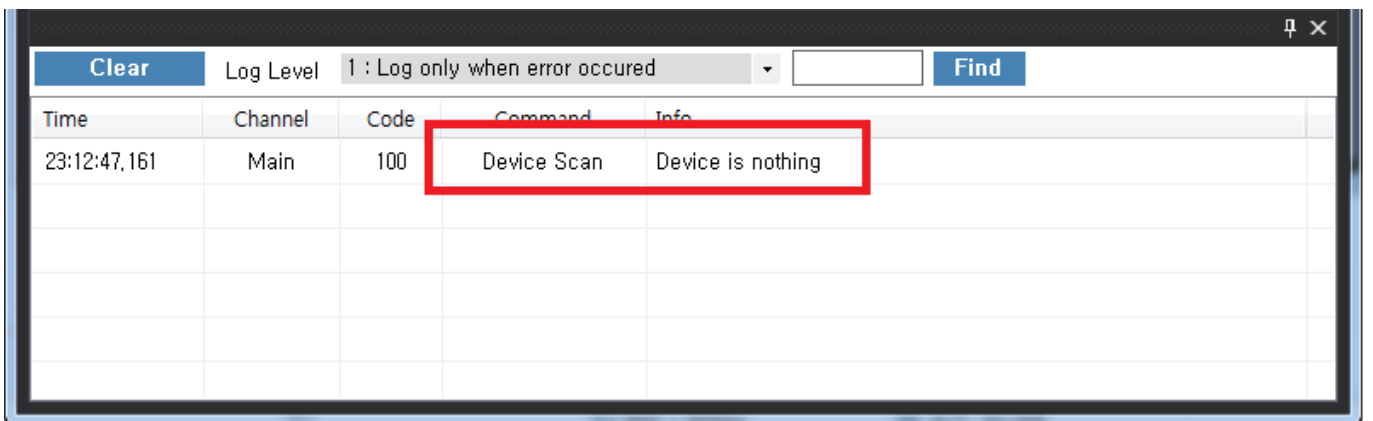 Clear Log Level 1 : Log only when error occured Find
Time Channel Code Command Info
23:12:47,161 Main 100 Device Scan Device is nothing